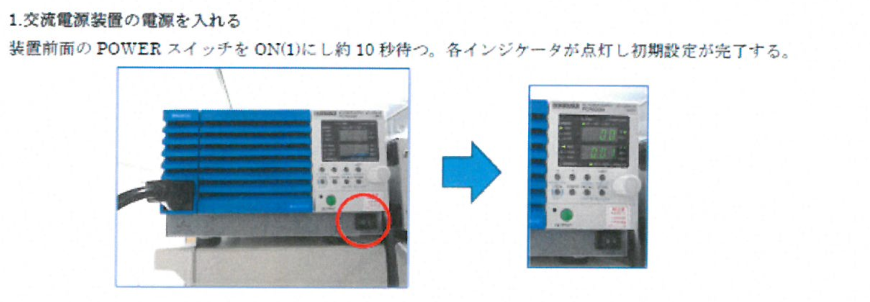 1.交流電源装置の電源を入れる
装置前面の POWER スイッチを ON(1)にし約 10 秒待つ。各インジケータが点灯し初期設定が完了する。